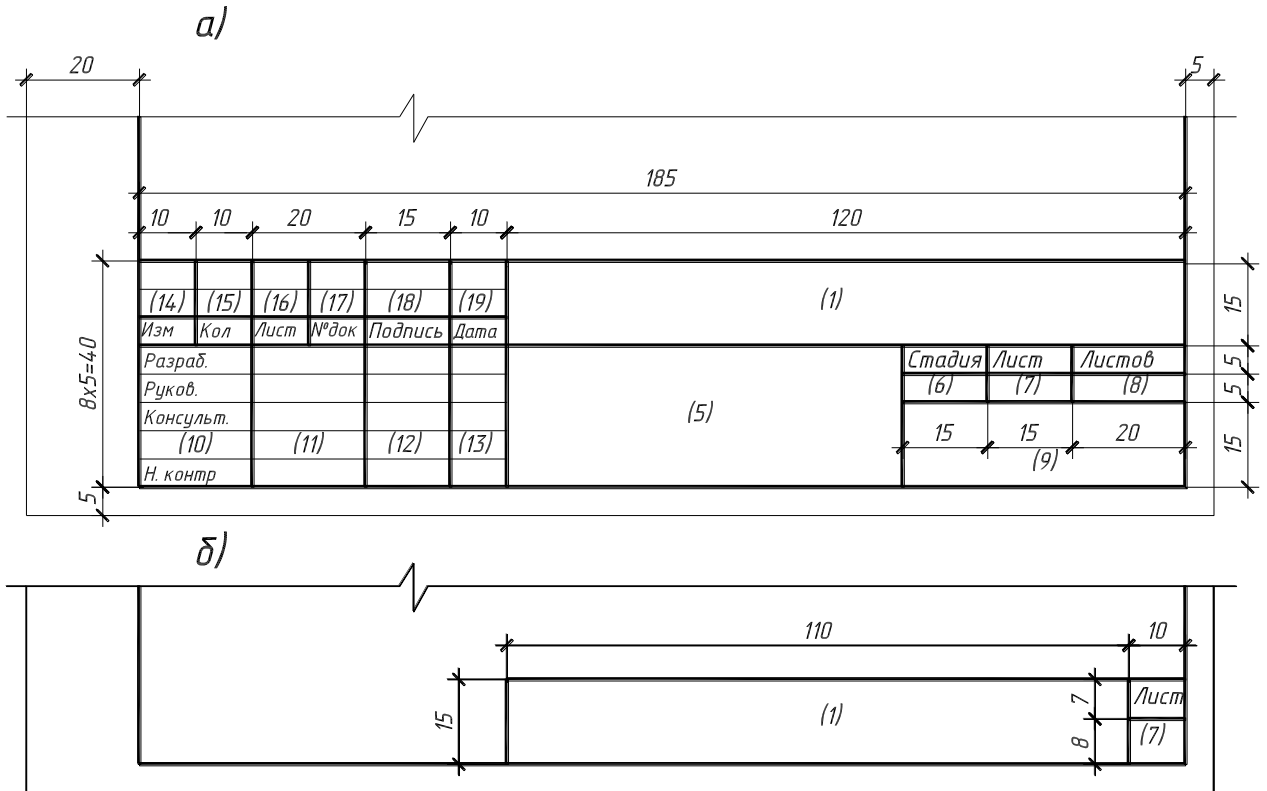 а)
20 5
185
10 10 20 15 10 120
(14) (15) (16) (17) (18) (19) (1) 15
Изм Кол Лист №док Подпись Дата
8х5=40
Разраб. Стадия Лист Листов 5
Руков. (6) (7) (8) 5
Консульт. (5)
(10) (11) (12) (13) 15 15 20 15
(9)
Н. контр
5
б)
110 10
15 (1) 7 Лист
8 (7)